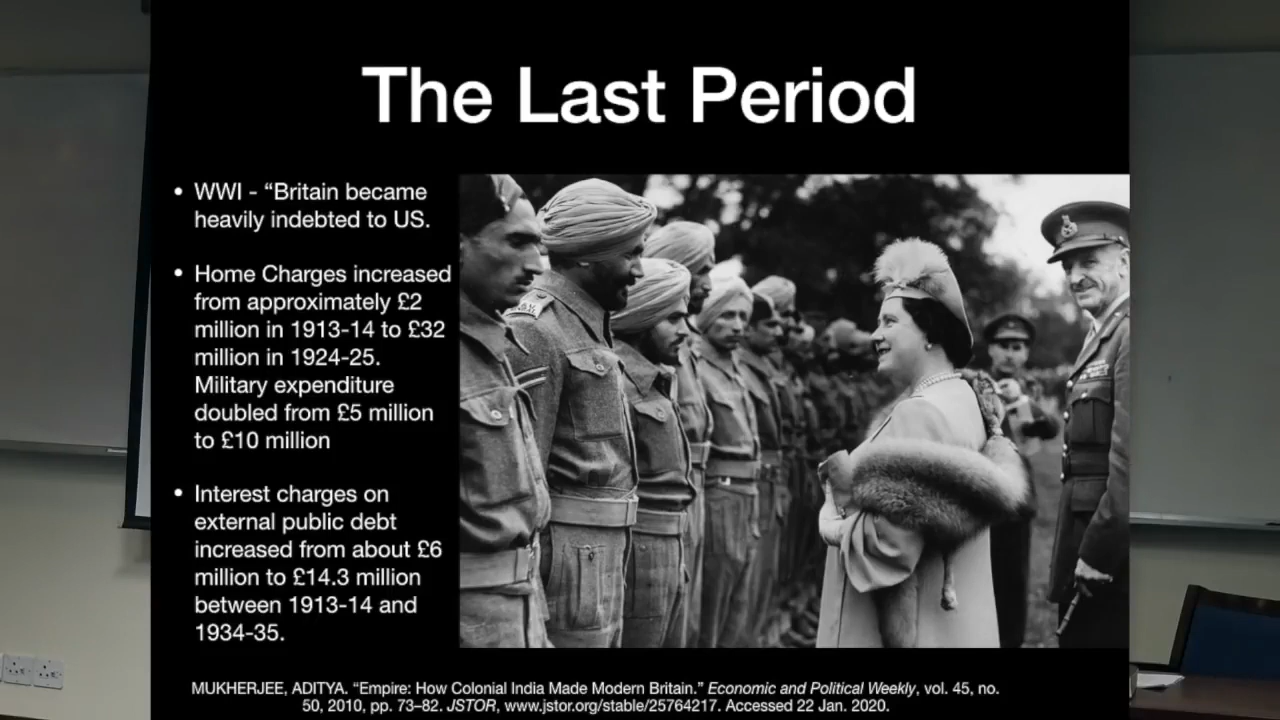 The Last Period
• WWI - “Britain became
heavily indebted to US.
• Home Charges increased
from approximately £2
million in 1913-14 to £32
million in 1924-25.
Military expenditure
doubled from £5 million
to £10 million
• Interest charges on
external public debt
increased from about £6
million to £14.3 million
between 1913-14 and
1934-35.
MUKHERJEE, ADITYA. “Empire: How Colonial India Made Modern Britain.” Economic and Political Weekly, vol. 45, no.
50, 2010, pp. 73–82. JSTOR, www.jstor.org/stable/25764217. Accessed 22 Jan. 2020.